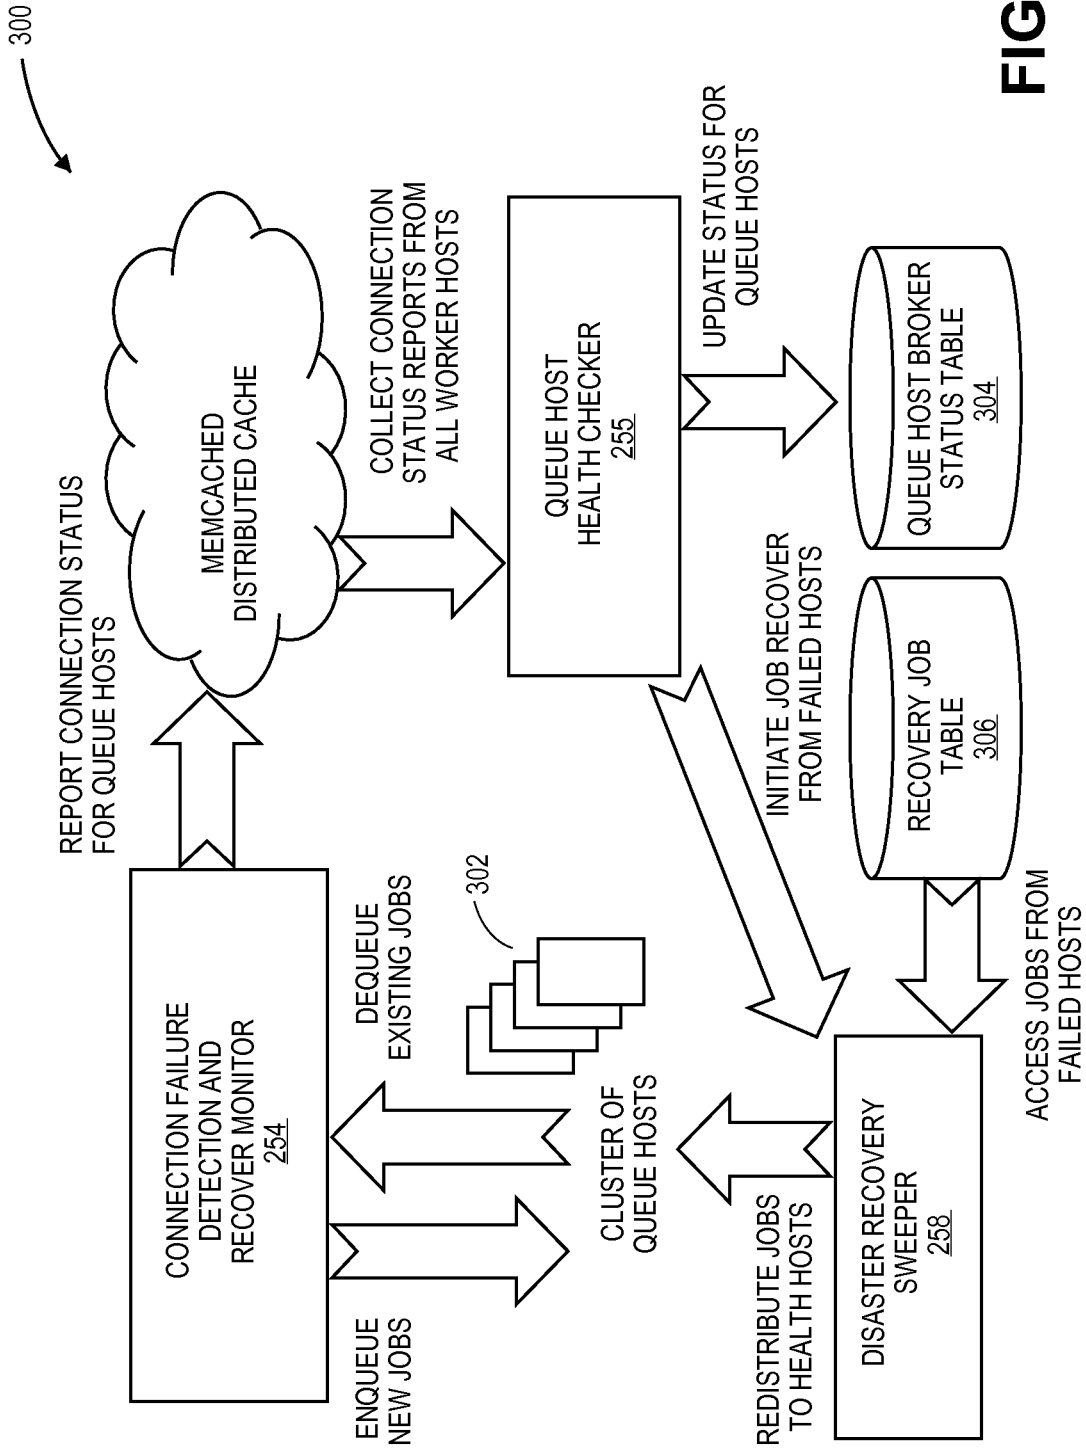 300
REPORT CONNECTION STATUS
FOR QUEUE HOSTS
CONNECTION FAILURE
DETECTION AND
RECOVER MONITOR
254
MEMCACHED
DISTRIBUTED CACHE
ENQUEUE
NEW JOBS
DEQUEUE
EXISTING JOBS
302
COLLECT CONNECTION
STATUS REPORTS FROM
ALL WORKER HOSTS
CLUSTER OF
QUEUE HOSTS
QUEUE HOST
HEALTH CHECKER
255
REDISTRIBUTE JOBS
TO HEALTH HOSTS
INITIATE JOB RECOVER
FROM FAILED HOSTS
UPDATE STATUS FOR
QUEUE HOSTS
DISASTER RECOVERY
SWEEPER
258
RECOVERY JOB
TABLE
306
QUEUE HOST BROKER
STATUS TABLE
304
ACCESS JOBS FROM
FAILED HOSTS
FIG